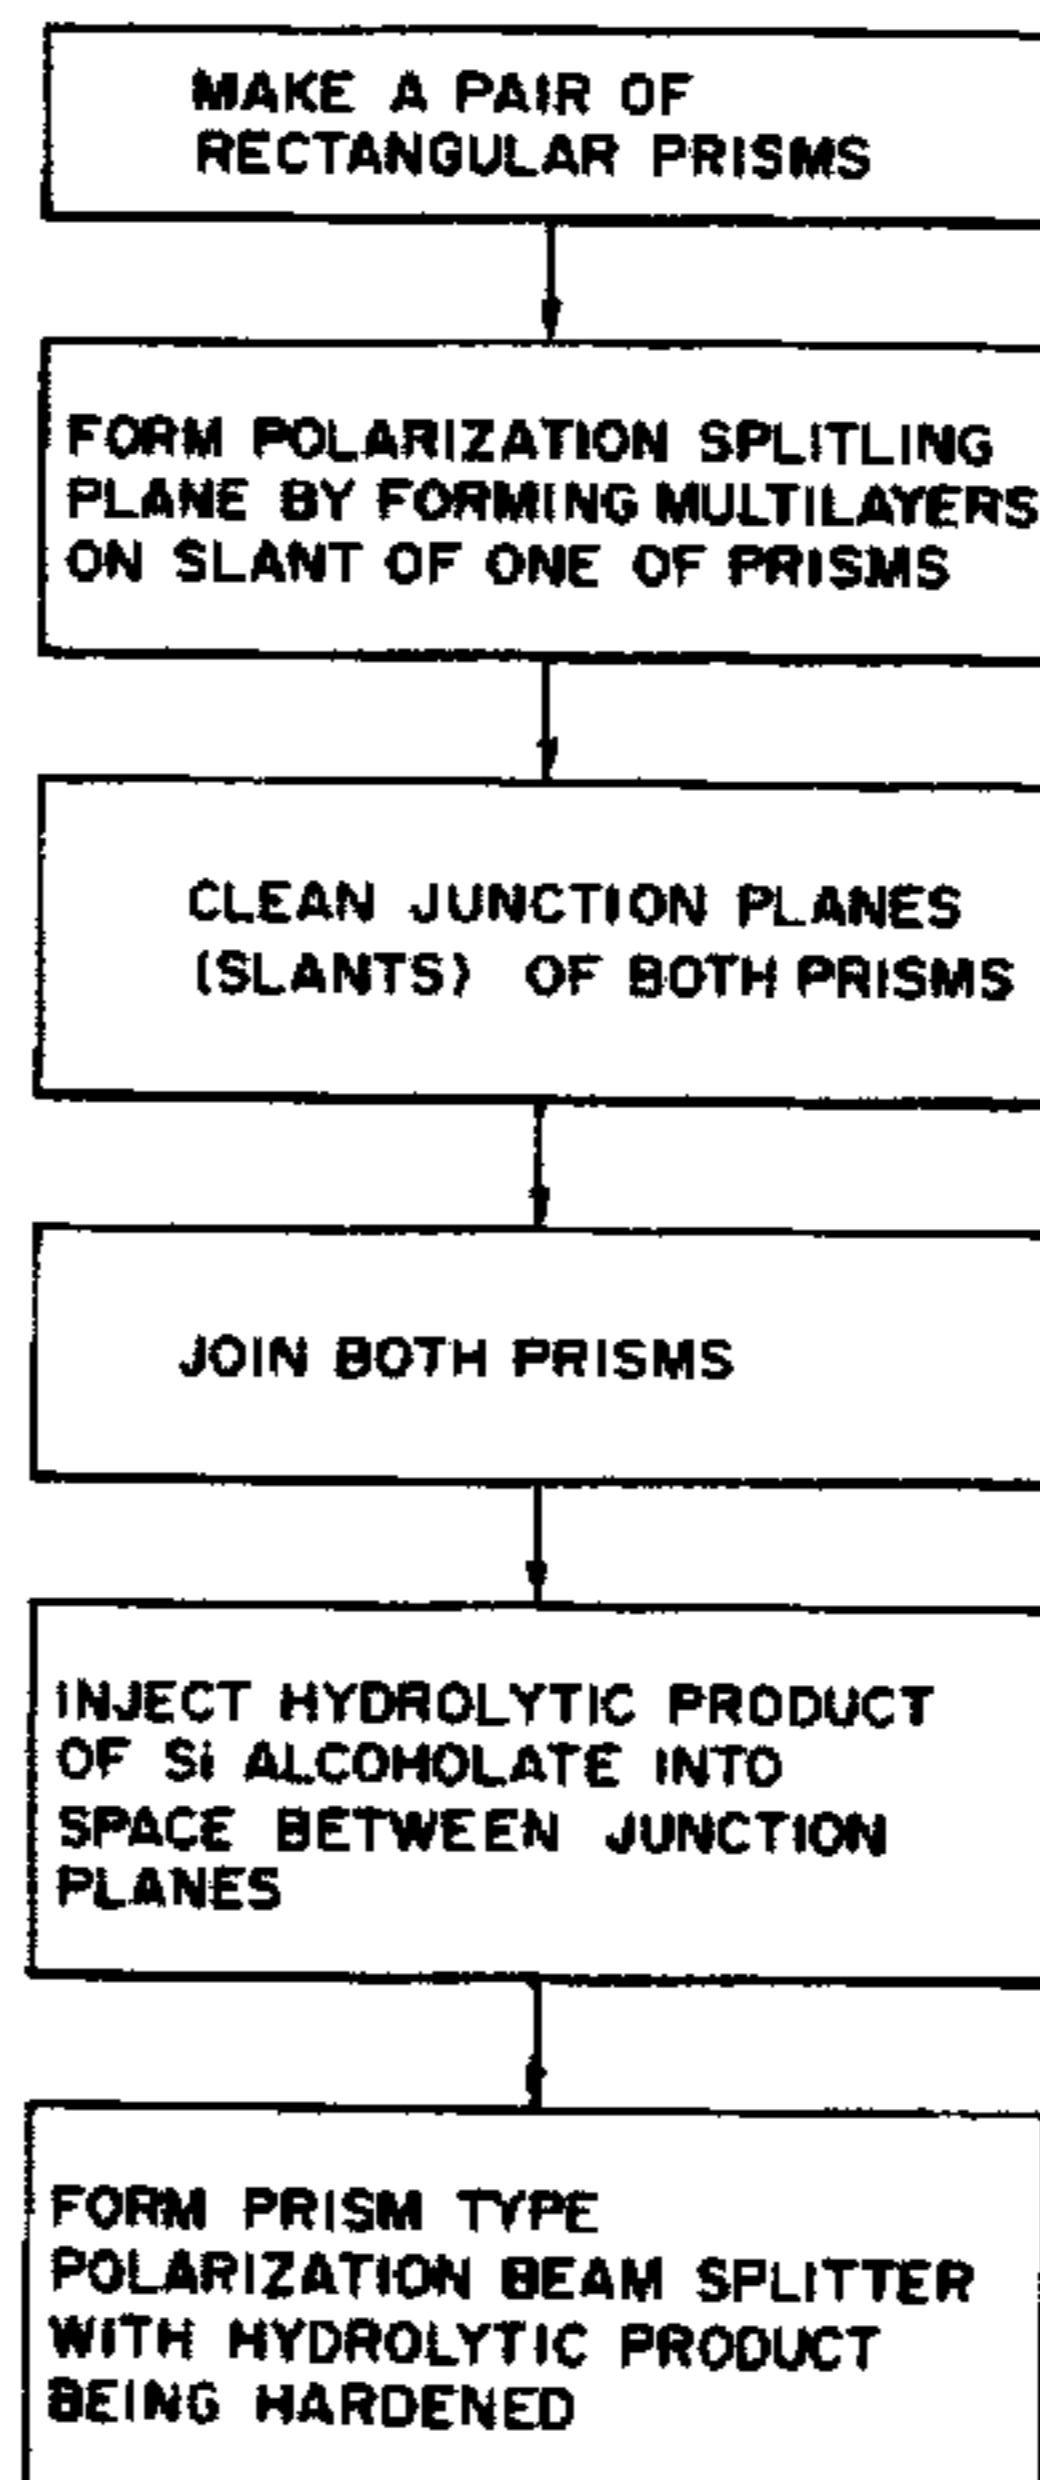 MAKE A PAIR OF
RECTANGULAR PRISMS
FORM POLARIZATION SPLITLING
PLANE BY FORMING MULTILAYERS
ON SLANT OF ONE OF PRISMS
CLEAN JUNCTION PLANES
(SLANTS) OF BOTH PRISMS
JOIN BOTH PRISMS
INJECT HYDROLYTIC PRODUCT
OF Si ALCOHOLATE INTO
SPACE BETWEEN JUNCTION
PLANES
FORM PRISM TYPE
POLARIZATION BEAM SPLITTER
WITH HYDROLYTIC PRODUCT
BEING HARDENED